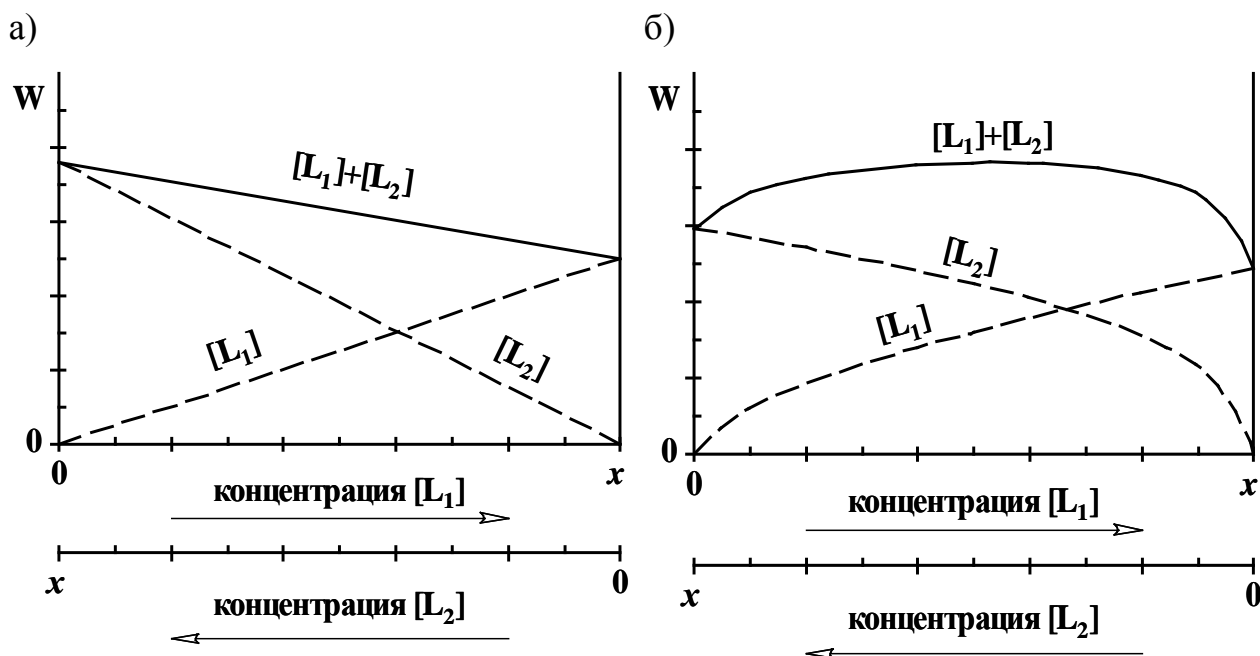 а)
W
[L₁]+[L₂]
[L₁]
[L₂]
0
0
x
концентрация [L₁]
x
0
концентрация [L₂]
б)
W
[L₁]+[L₂]
[L₂]
[L₁]
0
0
x
концентрация [L₁]
x
0
концентрация [L₂]